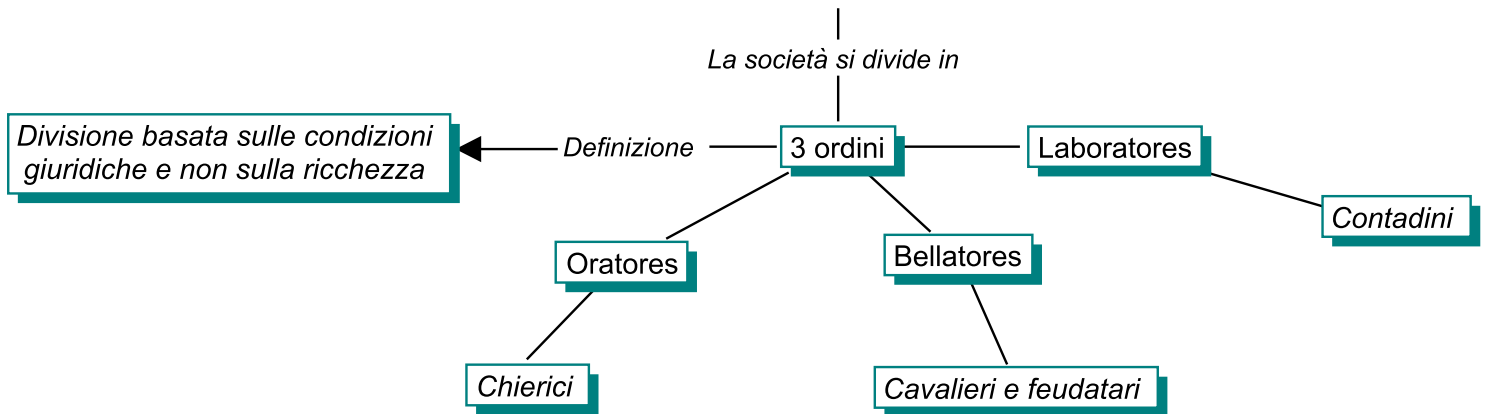 La società si divide in
Divisione basata sulle condizioni
giuridiche e non sulla ricchezza
Definizione
3 ordini
Laboratores
Contadini
Oratores
Bellatores
Chierici
Cavalieri e feudatari